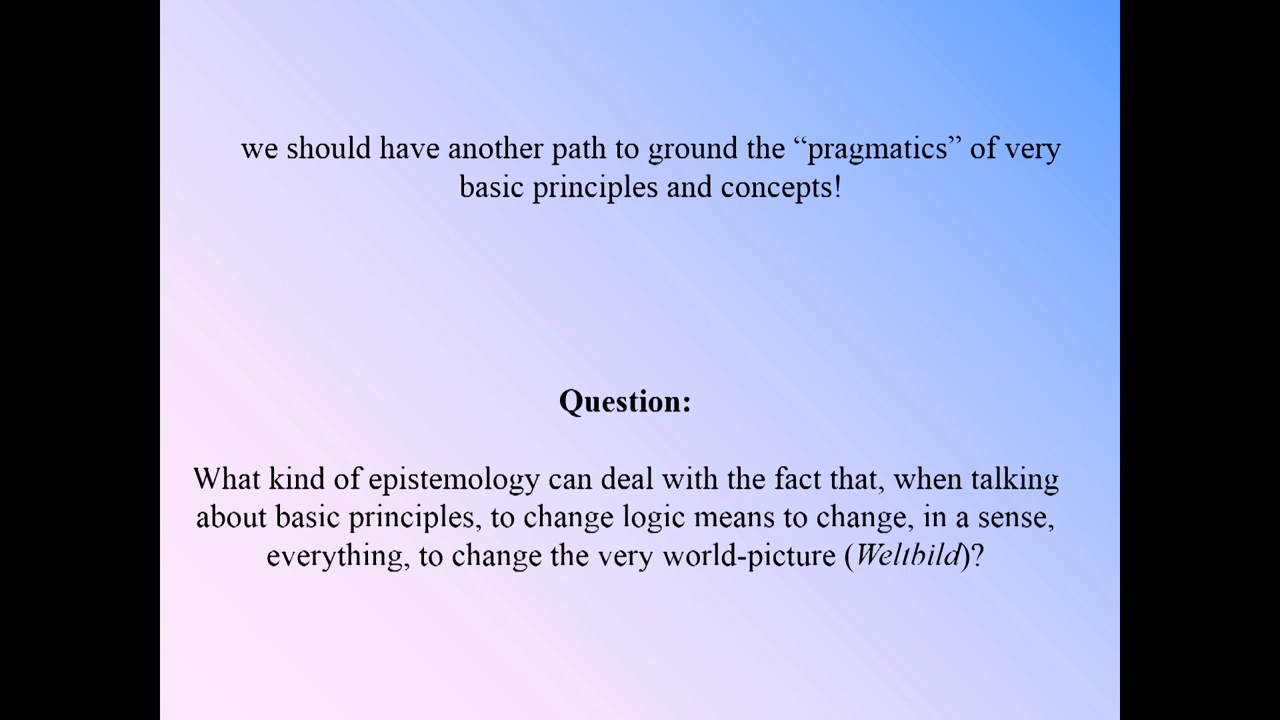 we should have another path to ground the “pragmatics” of very
basic principles and concepts!
Question:
What kind of epistemology can deal with the fact that, when talking
about basic principles, to change logic means to change, in a sense,
everything, to change the very world-picture (Weltbild)?